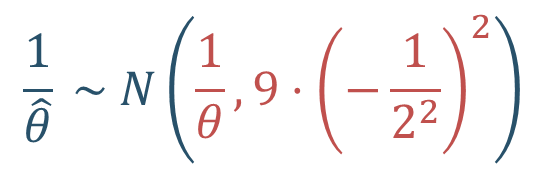 1/θ̂ ~ N(1/θ, 9 · (−1/2²)²)